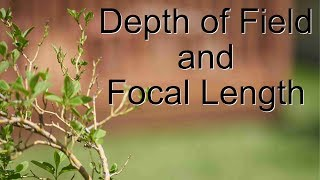 Depth of Field
and
Focal Length